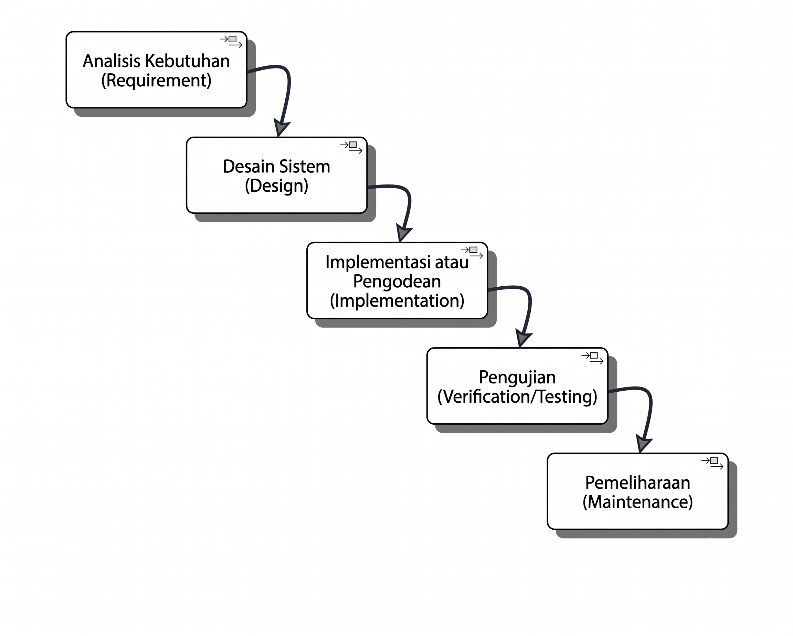 Analisis Kebutuhan
(Requirement)
Desain Sistem
(Design)
Implementasi atau
Pengodean
(Implementation)
Pengujian
(Verification/Testing)
Pemeliharaan
(Maintenance)